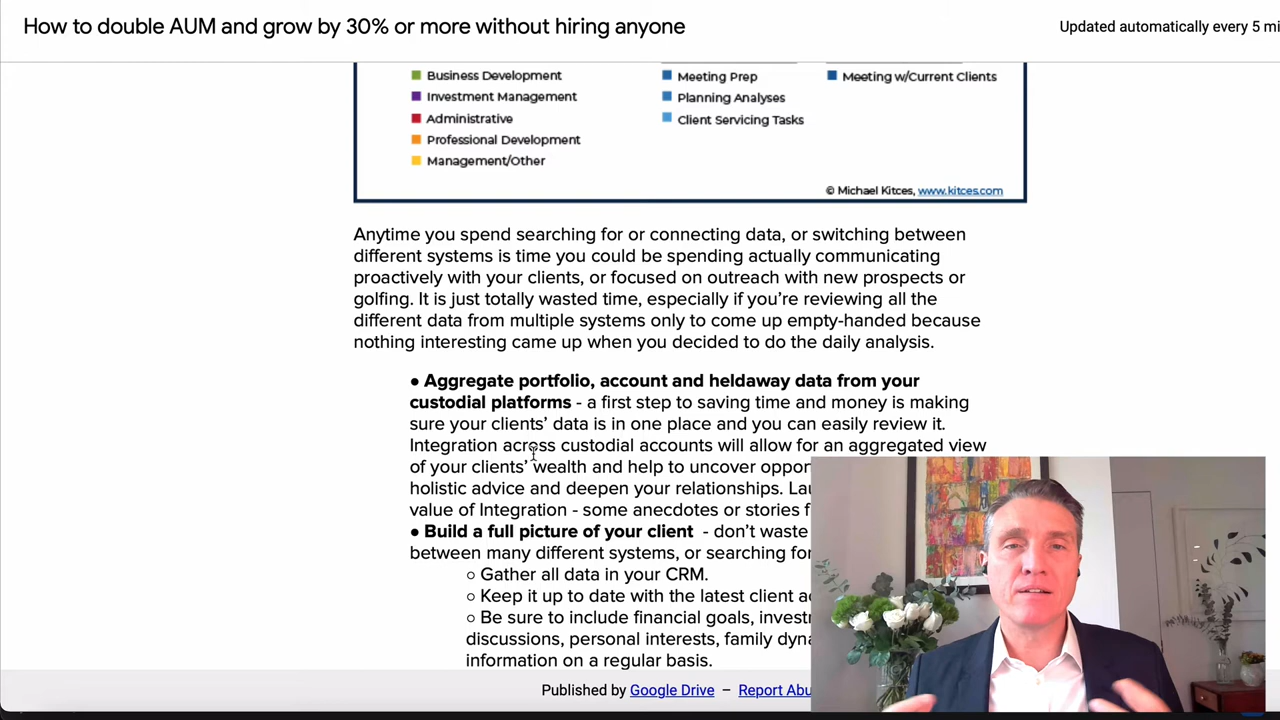 How to double AUM and grow by 30% or more without hiring anyone
Updated automatically every 5 mi
Business Development
Investment Management
Administrative
Professional Development
Management/Other
Meeting Prep
Planning Analyses
Client Servicing Tasks
Meeting w/Current Clients
© Michael Kitces, www.kitces.com
Anytime you spend searching for or connecting data, or switching between
different systems is time you could be spending actually communicating
proactively with your clients, or focused on outreach with new prospects or
golfing. It is just totally wasted time, especially if you’re reviewing all the
different data from multiple systems only to come up empty-handed because
nothing interesting came up when you decided to do the daily analysis.
● Aggregate portfolio, account and heldaway data from your
custodial platforms - a first step to saving time and money is making
sure your clients’ data is in one place and you can easily review it.
Integration across custodial accounts will allow for an aggregated view
of your clients’ wealth and help to uncover oppor
holistic advice and deepen your relationships. Lau
value of Integration - some anecdotes or stories f
● Build a full picture of your client - don’t waste
between many different systems, or searching for
○ Gather all data in your CRM.
○ Keep it up to date with the latest client a
○ Be sure to include financial goals, invest
discussions, personal interests, family dyna
information on a regular basis.
Published by Google Drive – Report Abu